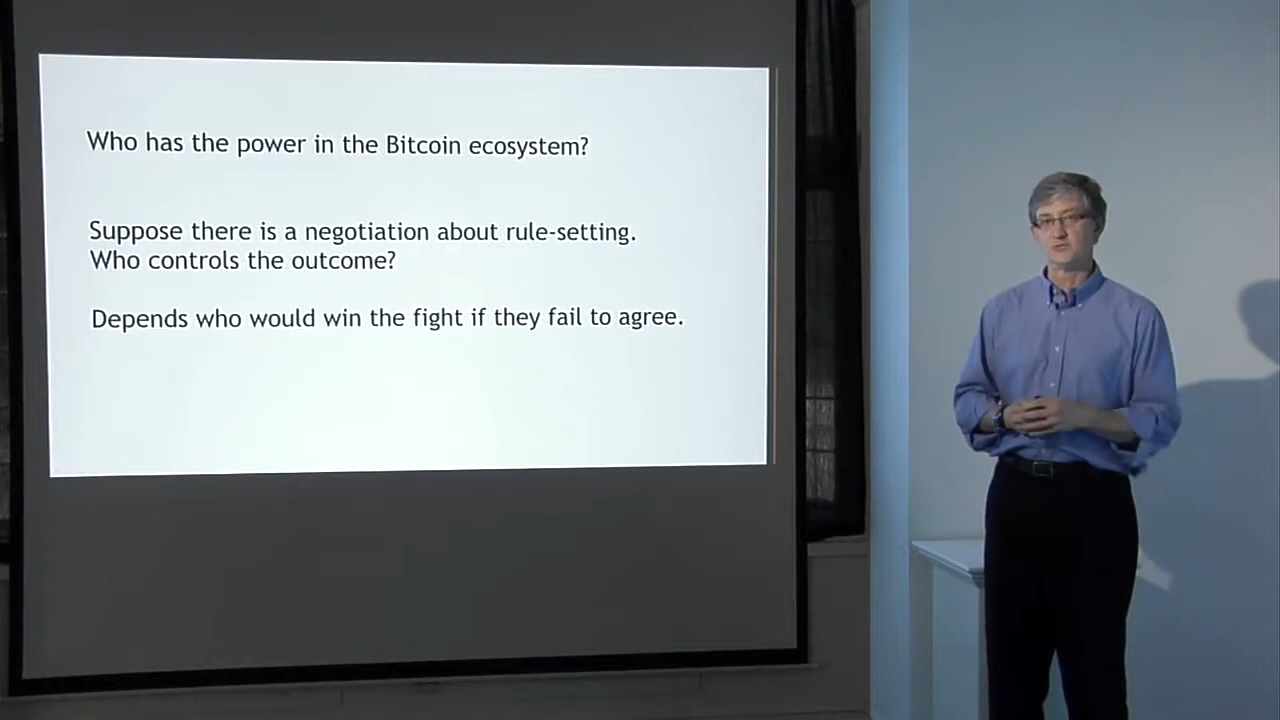 Who has the power in the Bitcoin ecosystem?
Suppose there is a negotiation about rule-setting.
Who controls the outcome?
Depends who would win the fight if they fail to agree.